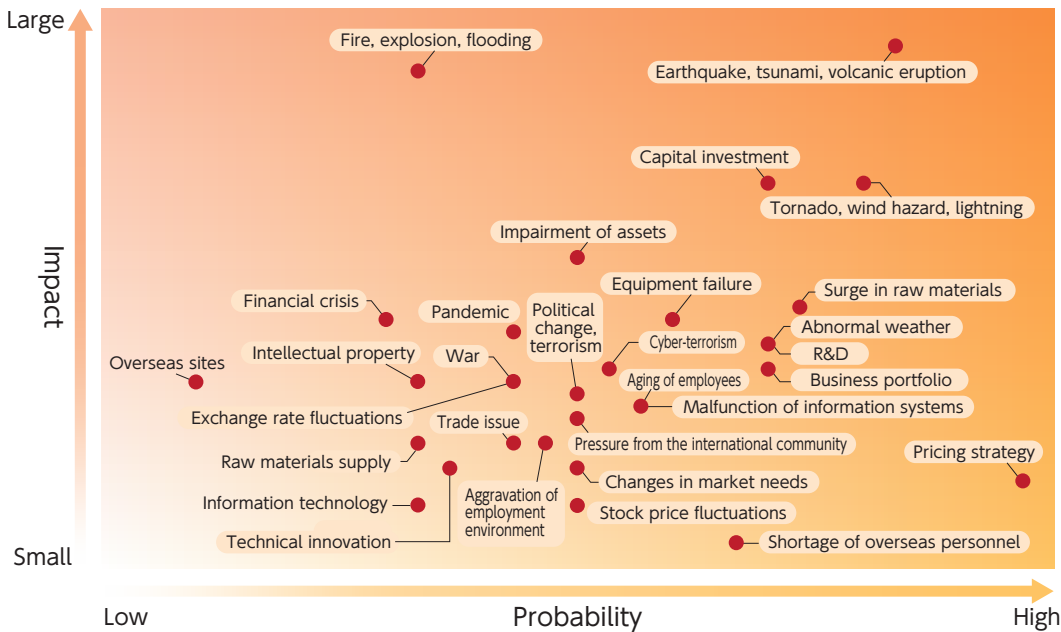 Large
Fire, explosion, flooding
Earthquake, tsunami, volcanic eruption
Capital investment
Tornado, wind hazard, lightning
Impairment of assets
Impact
Equipment failure
Surge in raw materials
Financial crisis
Pandemic
Political
change,
terrorism
Abnormal weather
Cyber-terrorism
Intellectual property
War
R&D
Overseas sites
Aging of employees
Business portfolio
Exchange rate fluctuations
Malfunction of information systems
Trade issue
Pressure from the international community
Pricing strategy
Raw materials supply
Changes in market needs
Information technology
Aggravation of
employment
environment
Stock price fluctuations
Technical innovation
Shortage of overseas personnel
Small
Low
Probability
High